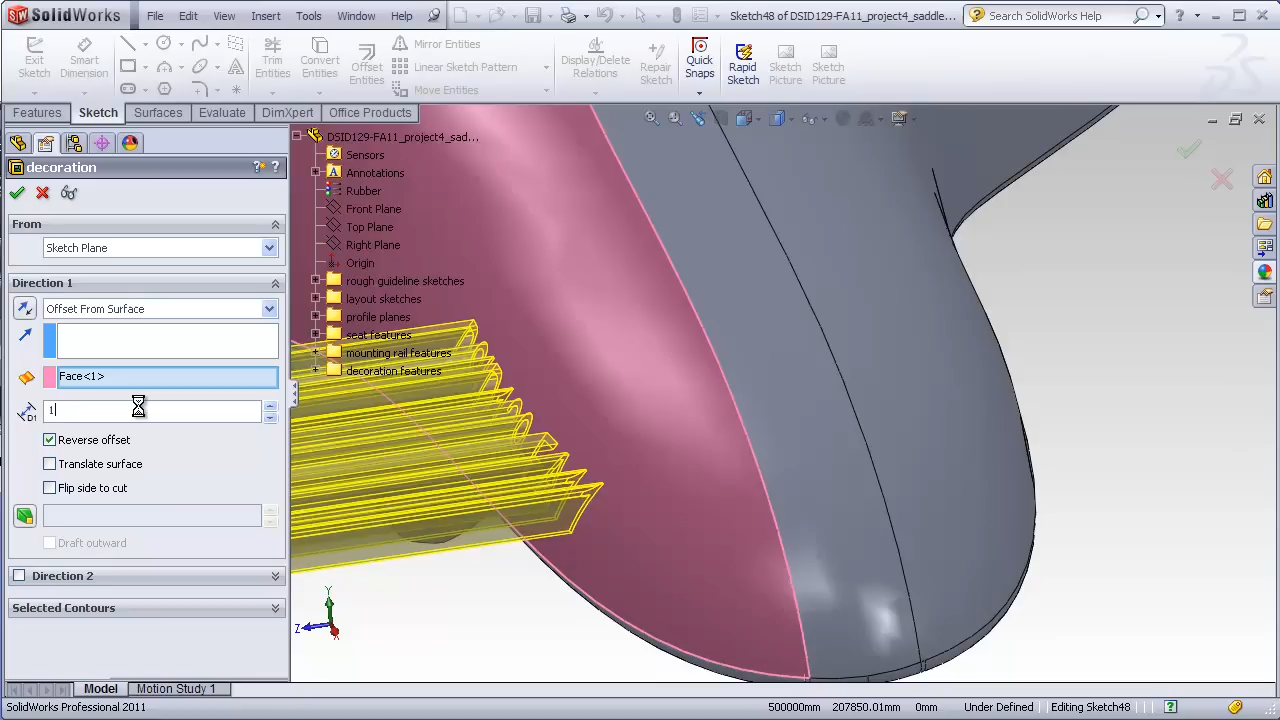 SolidWorks File Edit View Insert Tools Window Help Sketch48 of DSID129-FA11_project4_saddle... Search SolidWorks Help
Exit Sketch
Smart Dimension
Trim Entities
Convert Entities
Offset Entities
Mirror Entities
Linear Sketch Pattern
Move Entities
Display/Delete Relations
Repair Sketch
Quick Snaps
Rapid Sketch
Sketch Picture
Sketch Picture
Features Sketch Surfaces Evaluate DimXpert Office Products
decoration
From
Sketch Plane
Direction 1
Offset From Surface
Face<1>
D1
1
Reverse offset
Translate surface
Flip side to cut
Draft outward
Direction 2
Selected Contours
DSID129-FA11_project4_sad...
Sensors
A Annotations
Rubber
Front Plane
Top Plane
Right Plane
Origin
rough guideline sketches
layout sketches
profile planes
seat features
mounting rail features
decoration features
Y
Z
X
Model Motion Study 1
SolidWorks Professional 2011 500000mm 207850.01mm 0mm Under Defined Editing Sketch48